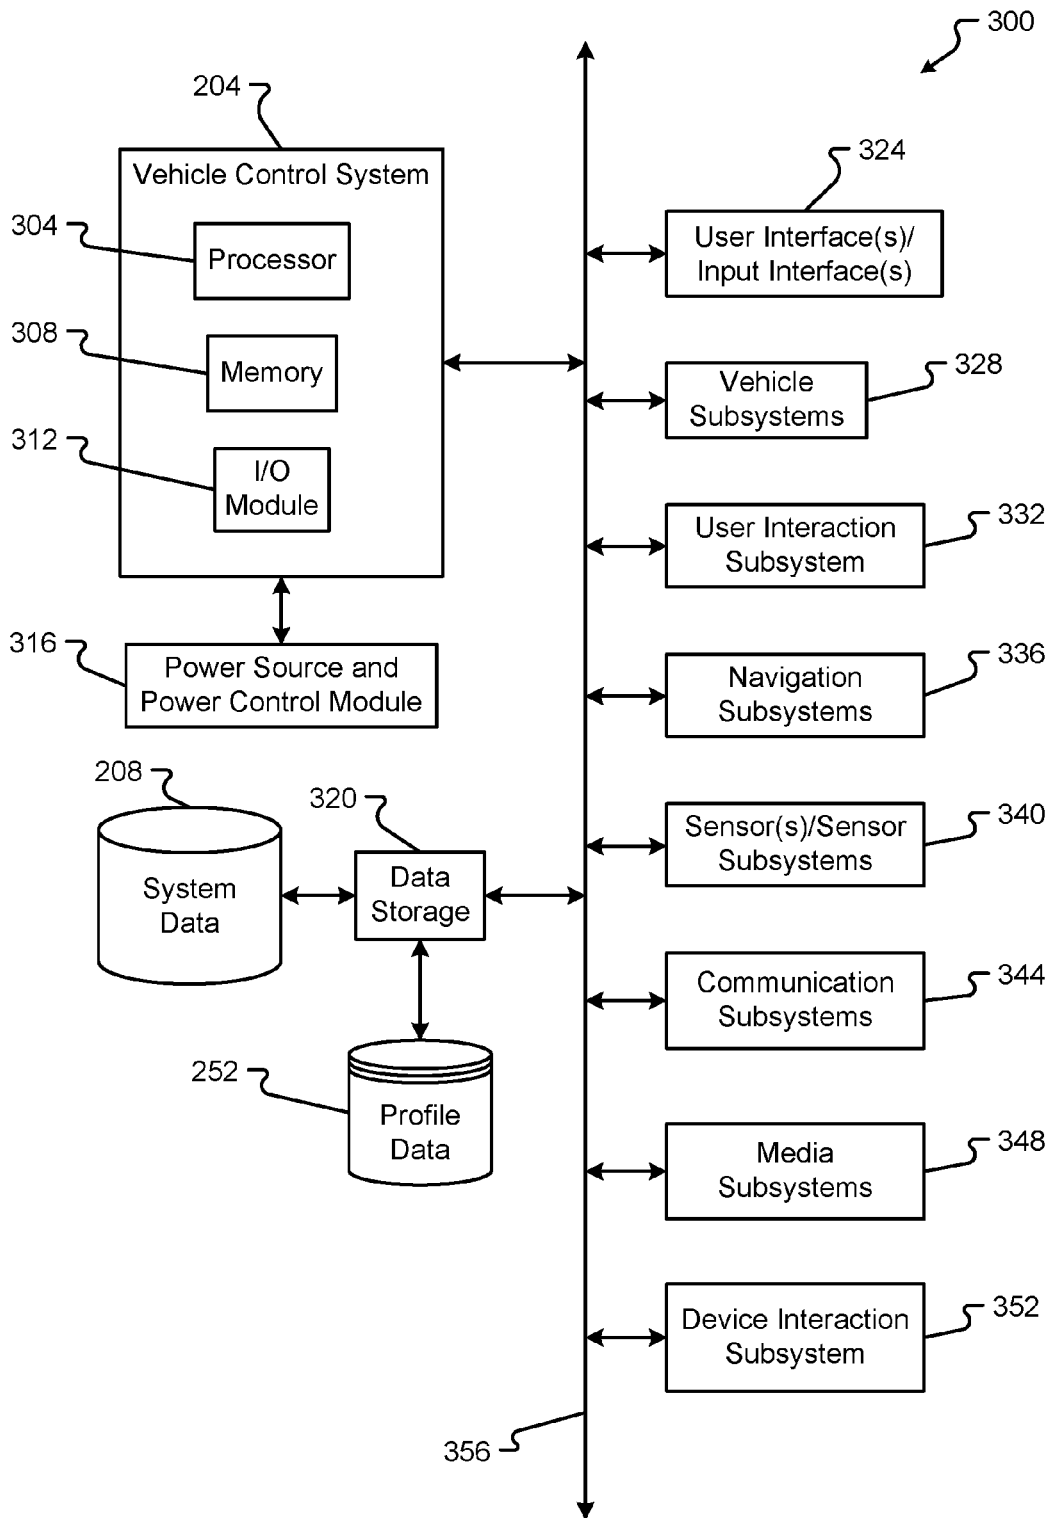 300
204
Vehicle Control System
304
Processor
308
Memory
312
I/O
Module
316
Power Source and
Power Control Module
208
System
Data
320
Data
Storage
252
Profile
Data
324
User Interface(s)/
Input Interface(s)
328
Vehicle
Subsystems
332
User Interaction
Subsystem
336
Navigation
Subsystems
340
Sensor(s)/Sensor
Subsystems
344
Communication
Subsystems
348
Media
Subsystems
352
Device Interaction
Subsystem
356